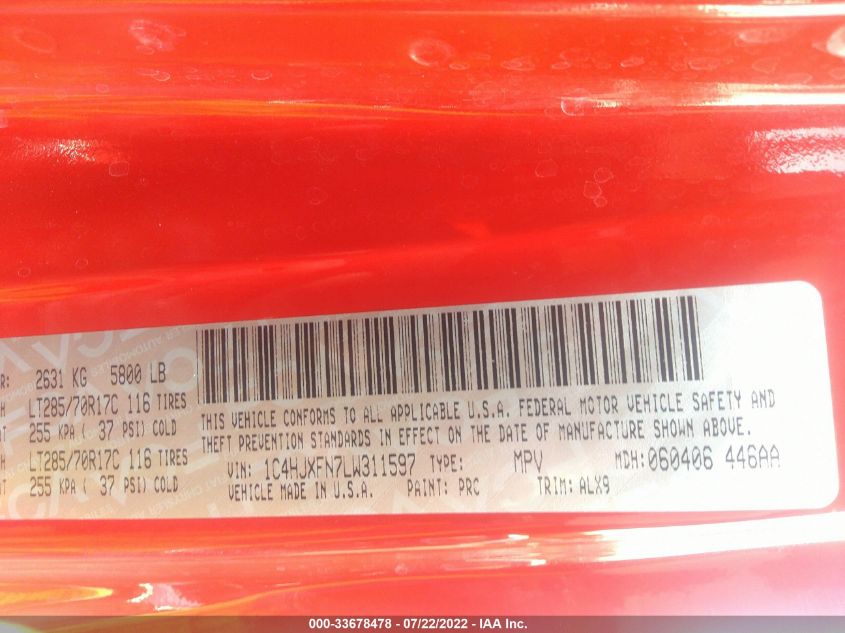 R: 2631 KG 5800 LB
LT285/70R17C 116 TIRES
255 KPA ( 37 PSI) COLD
LT285/70R17C 116 TIRES
255 KPA ( 37 PSI) COLD
THIS VEHICLE CONFORMS TO ALL APPLICABLE U.S.A. FEDERAL MOTOR VEHICLE SAFETY AND
THEFT PREVENTION STANDARDS IN EFFECT ON THE DATE OF MANUFACTURE SHOWN ABOVE.
VIN: 1C4HJXFN7LW311597 TYPE: MPV MDH: 060406 446AA
VEHICLE MADE IN U.S.A. PAINT: PRC TRIM: ALX9
000-33678478 - 07/22/2022 - IAA Inc.